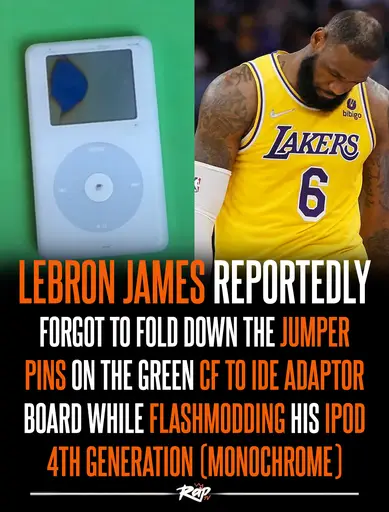 bibigo
LAKERS
6
LEBRON JAMES REPORTEDLY
FORGOT TO FOLD DOWN THE JUMPER
PINS ON THE GREEN CF TO IDE ADAPTOR
BOARD WHILE FLASHMODDING HIS IPOD
4TH GENERATION (MONOCHROME)
Rap TV